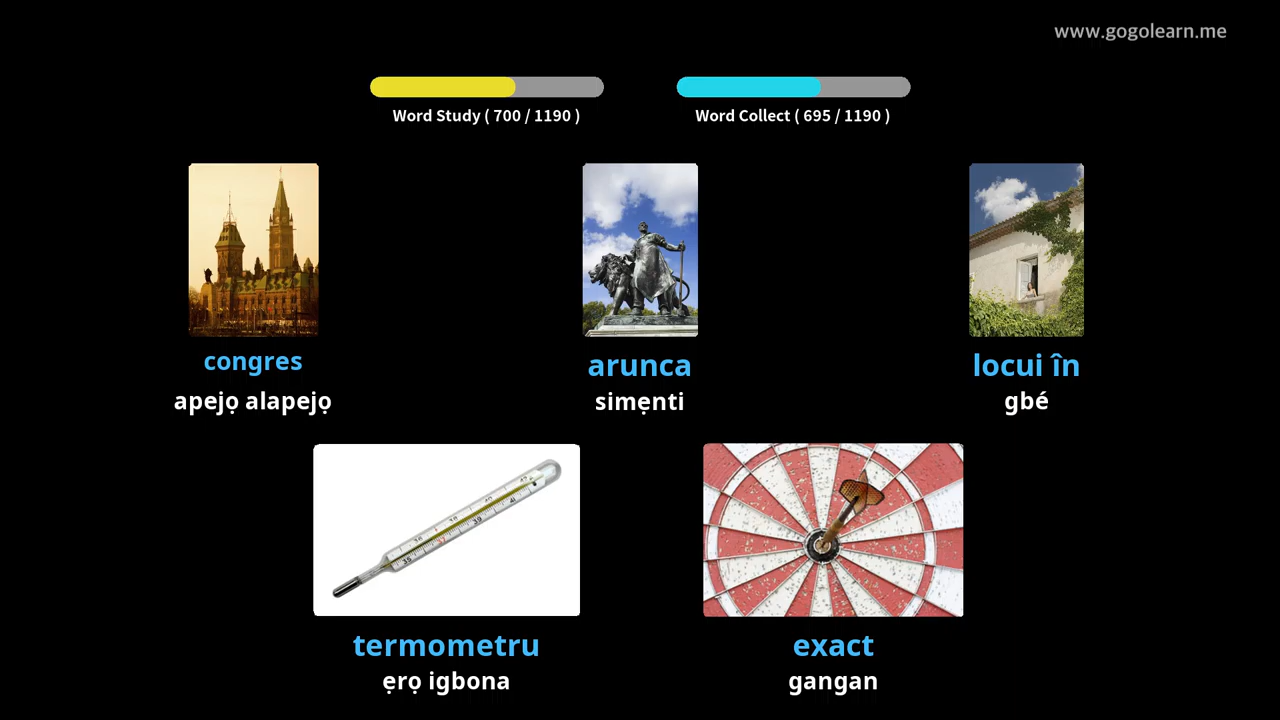 www.gogolearn.me
Word Study ( 700 / 1190 )
Word Collect ( 695 / 1190 )
congres
arunca
locui în
apejọ alapejọ
simẹnti
gbé
termometru
exact
ẹrọ igbona
gangan